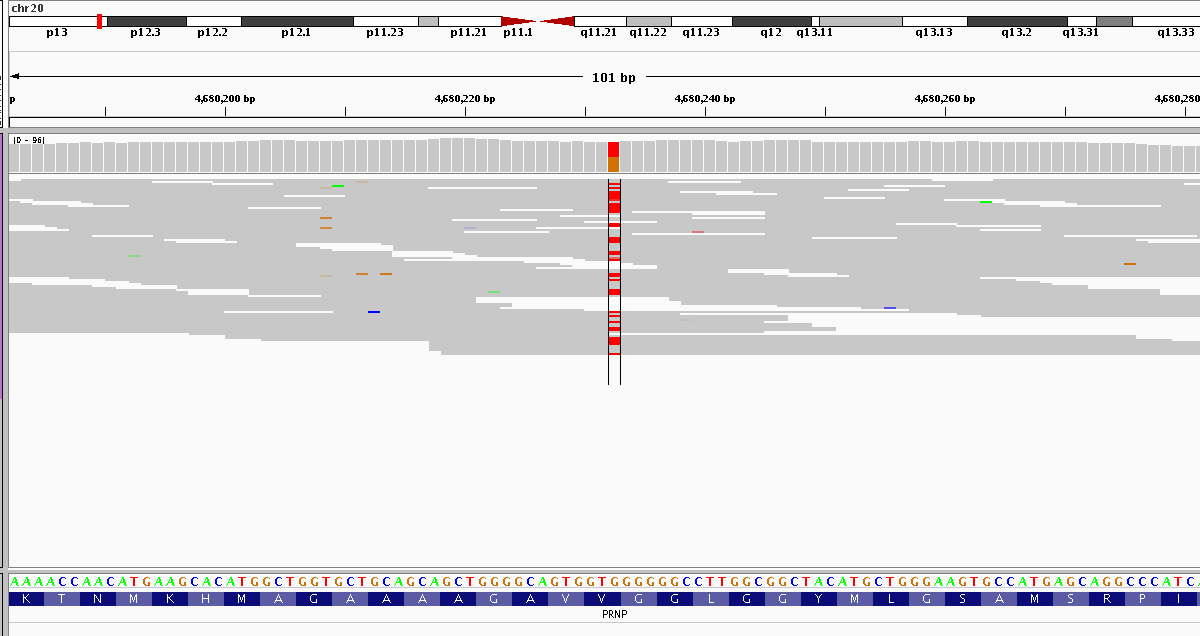 chr20
p13 p12.3 p12.2 p12.1 p11.23 p11.21 p11.1 q11.21 q11.22 q11.23 q12 q13.11 q13.13 q13.2 q13.31 q13.33
101 bp
p 4,680,200 bp 4,680,220 bp 4,680,240 bp 4,680,260 bp 4,680,280
[0 - 96]
AAAACCAACATGAAGCACATGGCTGGTGCTGCAGCAGCTGGGGCAGTGGTGGGGGGCCTTGGCGGCTACATGCTGGGAAGTGCCATGAGCAGGCCCATC
K T N M K H M A G A A A A G A V V G G L G G Y M L G S A M S R P I
PRNP